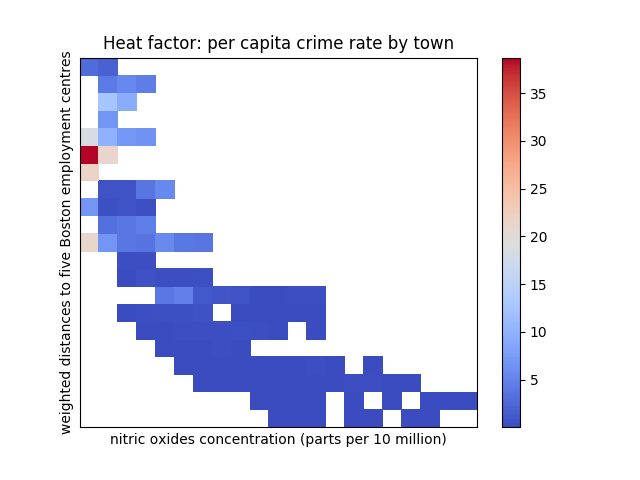 Heat factor: per capita crime rate by town
weighted distances to five Boston employment centres
nitric oxides concentration (parts per 10 million)
35
30
25
20
15
10
5